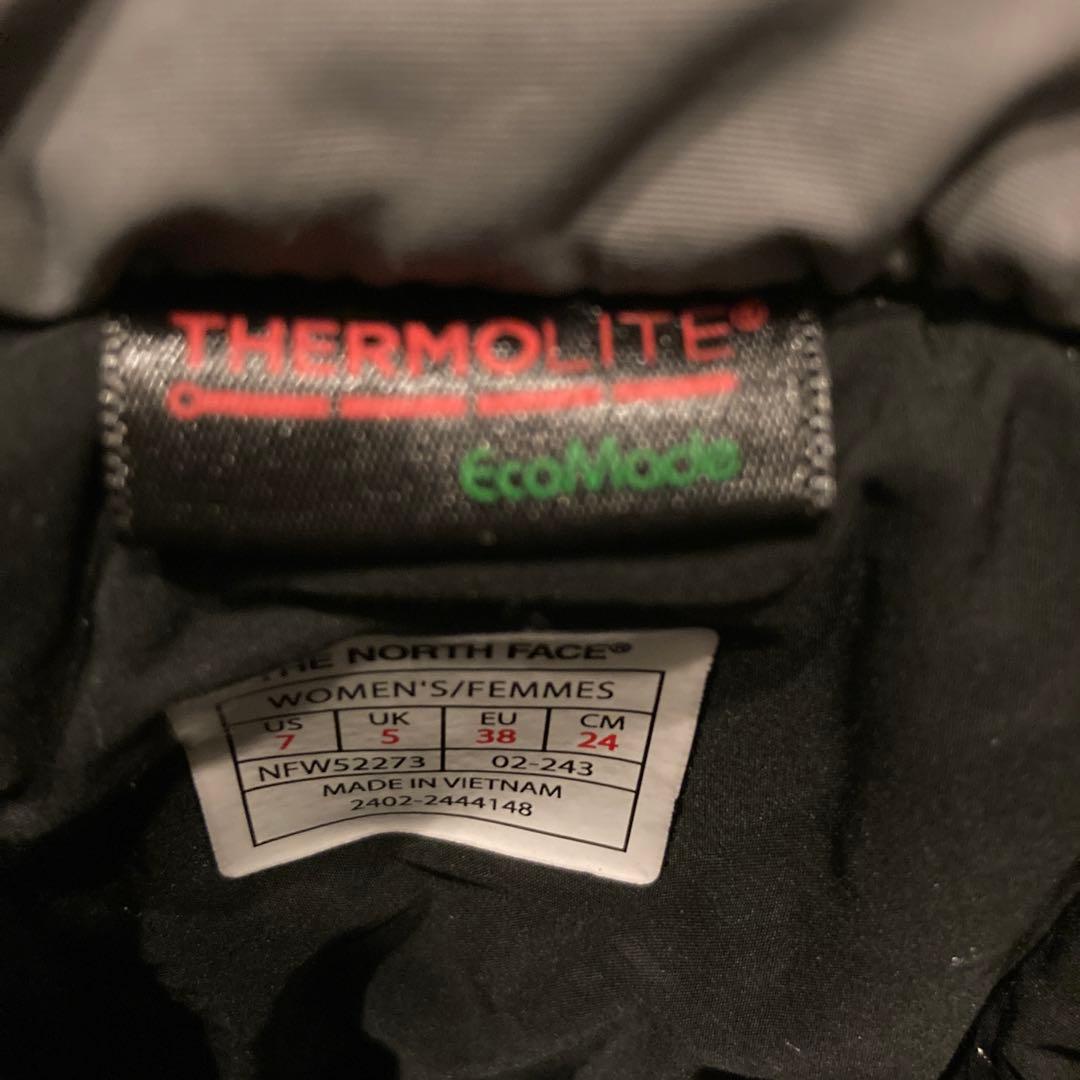 THERMOLITE®
EcoMade
THE NORTH FACE®
WOMEN'S/FEMMES
US UK EU CM
7 5 38 24
NFW52273 02-243
MADE IN VIETNAM
2402-2444148